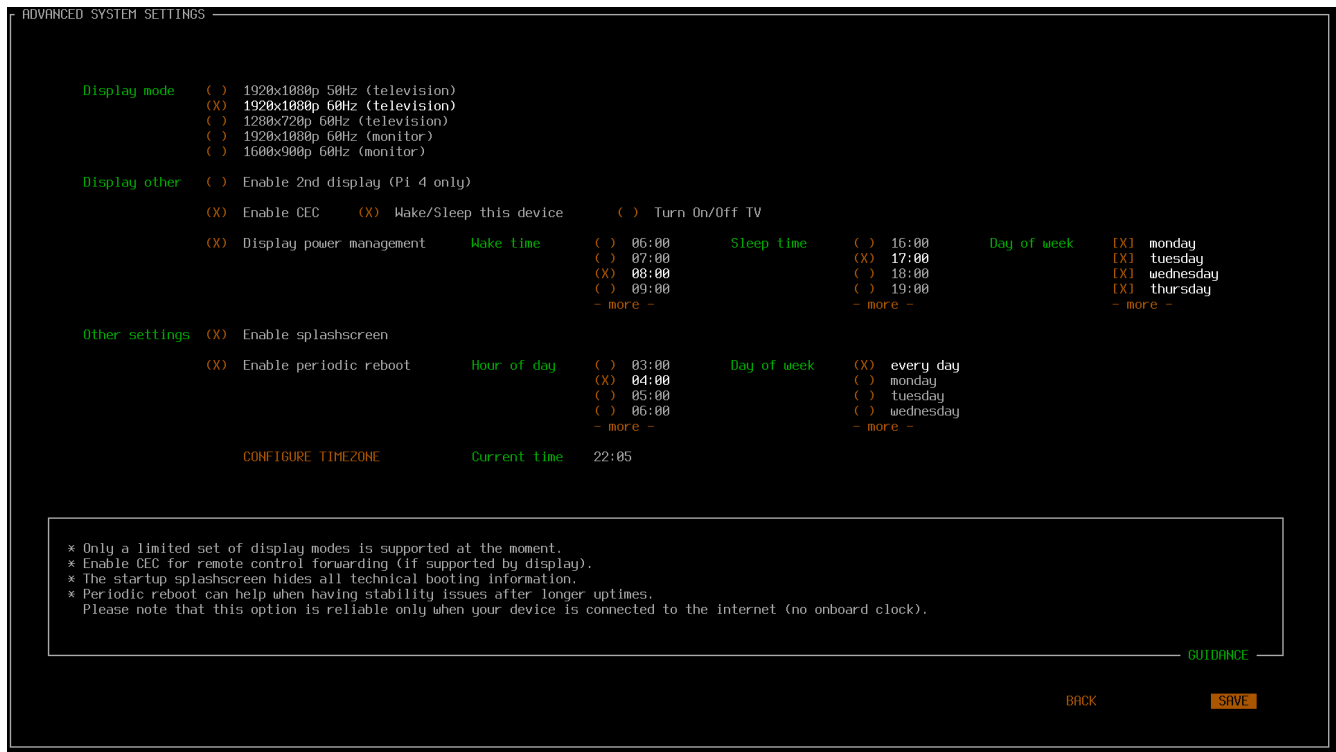 ADVANCED SYSTEM SETTINGS
Display mode ( ) 1920x1080p 50Hz (television)
(X) 1920x1080p 60Hz (television)
( ) 1280x720p 60Hz (television)
( ) 1920x1080p 60Hz (monitor)
( ) 1600x900p 60Hz (monitor)
Display other ( ) Enable 2nd display (Pi 4 only)
(X) Enable CEC (X) Wake/Sleep this device ( ) Turn On/Off TV
(X) Display power management Wake time ( ) 06:00 Sleep time ( ) 16:00 Day of week [X] monday
( ) 07:00 (X) 17:00 [X] tuesday
(X) 08:00 ( ) 18:00 [X] wednesday
( ) 09:00 ( ) 19:00 [X] thursday
- more - - more - - more -
Other settings (X) Enable splashscreen
(X) Enable periodic reboot Hour of day ( ) 03:00 Day of week (X) every day
(X) 04:00 ( ) monday
( ) 05:00 ( ) tuesday
( ) 06:00 ( ) wednesday
- more - - more -
CONFIGURE TIMEZONE Current time 22:05
* Only a limited set of display modes is supported at the moment.
* Enable CEC for remote control forwarding (if supported by display).
* The startup splashscreen hides all technical booting information.
* Periodic reboot can help when having stability issues after longer uptimes.
Please note that this option is reliable only when your device is connected to the internet (no onboard clock).
GUIDANCE
BACK SAVE